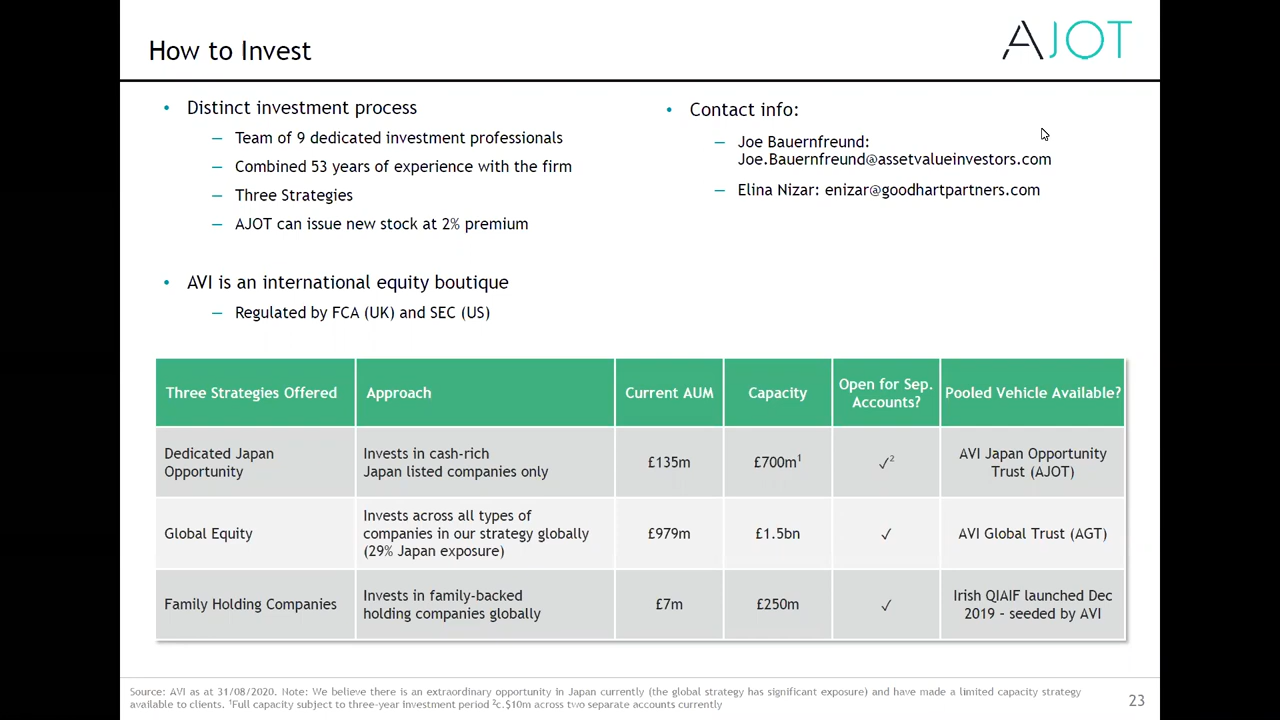 How to Invest
AJOT
• Distinct investment process
– Team of 9 dedicated investment professionals
– Combined 53 years of experience with the firm
– Three Strategies
– AJOT can issue new stock at 2% premium
• AVI is an international equity boutique
– Regulated by FCA (UK) and SEC (US)
• Contact info:
– Joe Bauernfreund:
Joe.Bauernfreund@assetvalueinvestors.com
– Elina Nizar: enizar@goodhartpartners.com
Three Strategies Offered
Approach
Current AUM
Capacity
Open for Sep.
Accounts?
Pooled Vehicle Available?
Dedicated Japan
Opportunity
Invests in cash-rich
Japan listed companies only
£135m
£700m¹
✓²
AVI Japan Opportunity
Trust (AJOT)
Global Equity
Invests across all types of
companies in our strategy globally
(29% Japan exposure)
£979m
£1.5bn
✓
AVI Global Trust (AGT)
Family Holding Companies
Invests in family-backed
holding companies globally
£7m
£250m
✓
Irish QIAIF launched Dec
2019 – seeded by AVI
Source: AVI as at 31/08/2020. Note: We believe there is an extraordinary opportunity in Japan currently (the global strategy has significant exposure) and have made a limited capacity strategy
available to clients. ¹Full capacity subject to three-year investment period ²c.$10m across two separate accounts currently
23